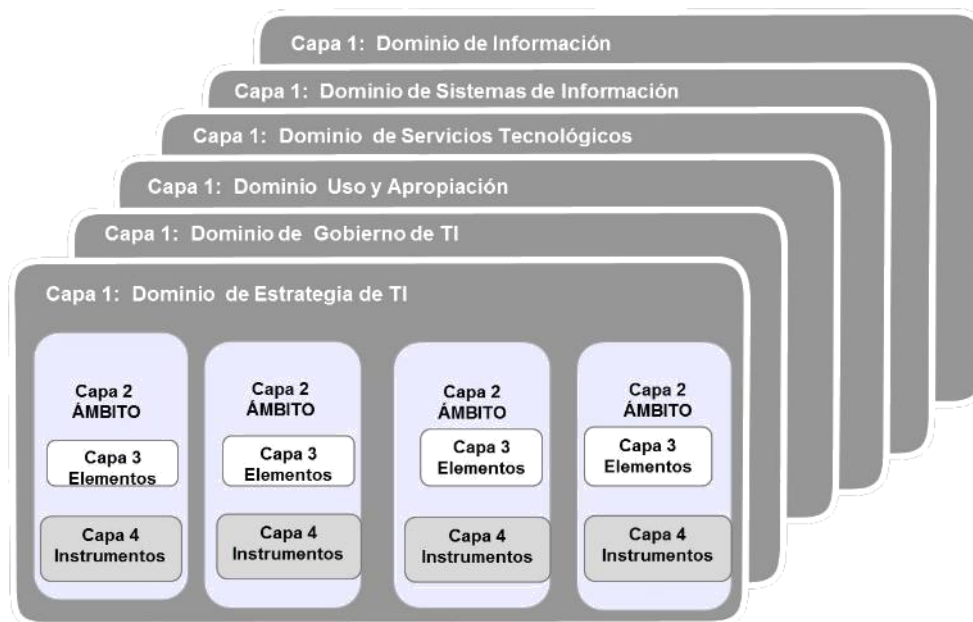 Capa 1: Dominio de Información
Capa 1: Dominio de Sistemas de Información
Capa 1: Dominio de Servicios Tecnológicos
Capa 1: Dominio Uso y Apropiación
Capa 1: Dominio de Gobierno de TI
Capa 1: Dominio de Estrategia de TI
Capa 2
ÁMBITO
Capa 3
Elementos
Capa 4
Instrumentos
Capa 2
ÁMBITO
Capa 3
Elementos
Capa 4
Instrumentos
Capa 2
ÁMBITO
Capa 3
Elementos
Capa 4
Instrumentos
Capa 2
ÁMBITO
Capa 3
Elementos
Capa 4
Instrumentos